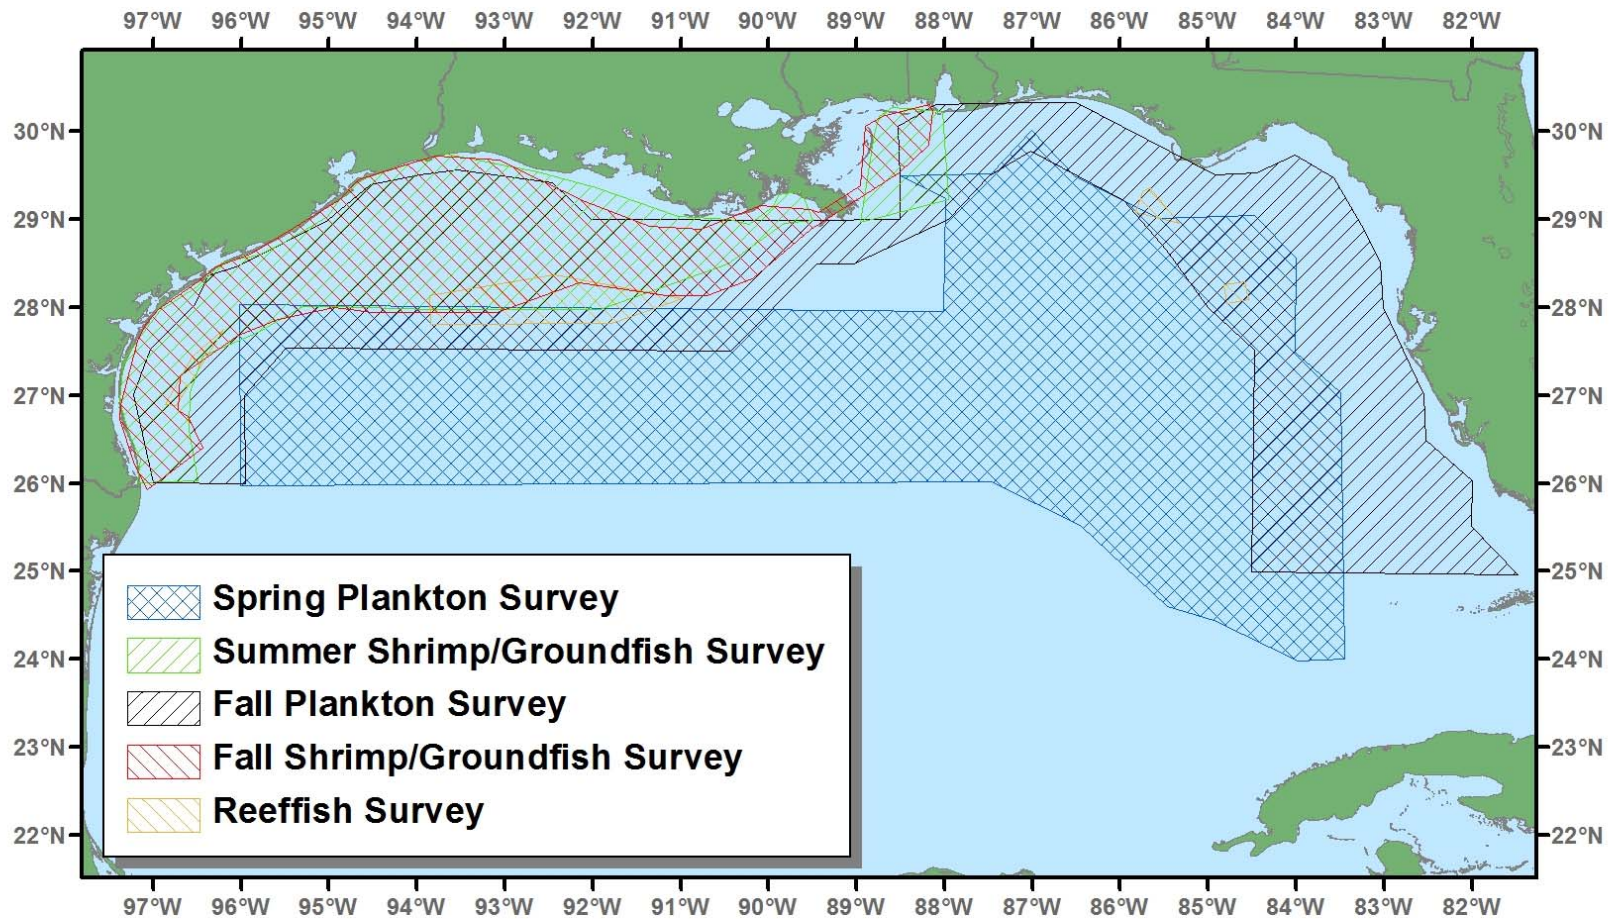 97°W 96°W 95°W 94°W 93°W 92°W 91°W 90°W 89°W 88°W 87°W 86°W 85°W 84°W 83°W 82°W
30°N 30°N
29°N 29°N
28°N 28°N
27°N 27°N
26°N 26°N
25°N 25°N
Spring Plankton Survey
24°N 24°N
Summer Shrimp/Groundfish Survey
Fall Plankton Survey
23°N 23°N
Fall Shrimp/Groundfish Survey
Reeffish Survey
22°N 22°N
97°W 96°W 95°W 94°W 93°W 92°W 91°W 90°W 89°W 88°W 87°W 86°W 85°W 84°W 83°W 82°W